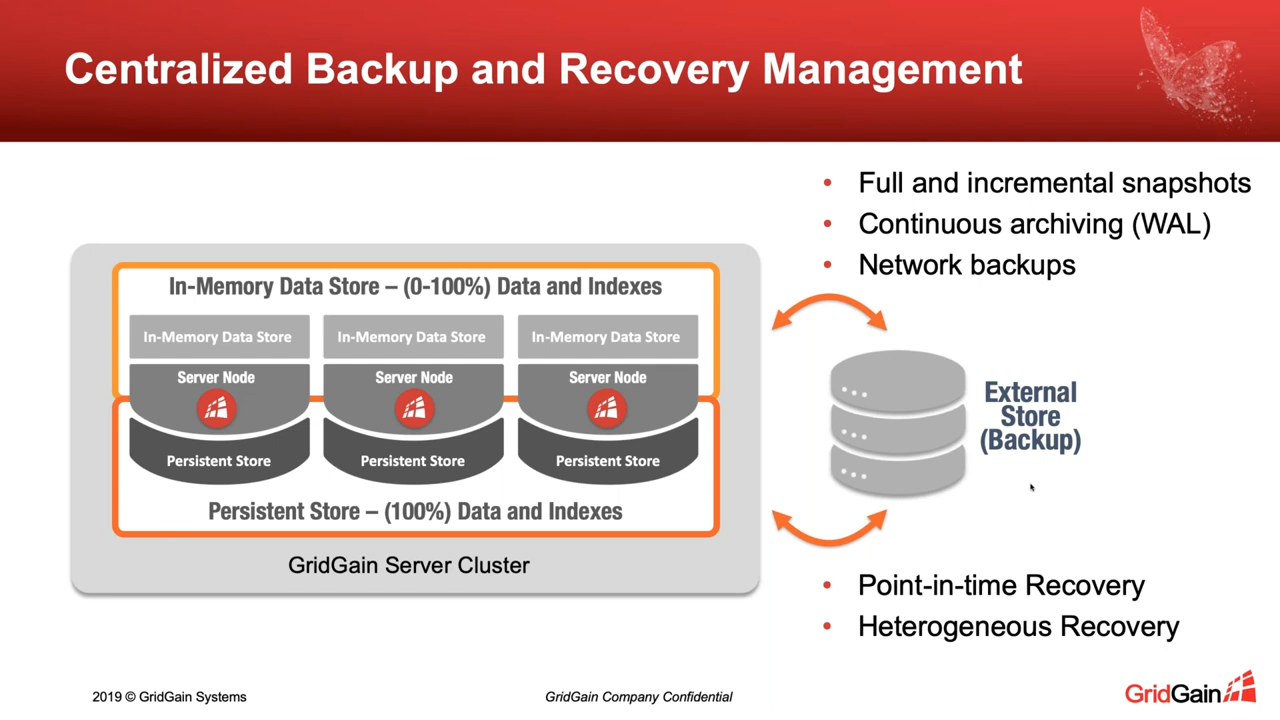 Centralized Backup and Recovery Management
• Full and incremental snapshots
• Continuous archiving (WAL)
• Network backups
In-Memory Data Store – (0-100%) Data and Indexes
In-Memory Data Store
In-Memory Data Store
In-Memory Data Store
Server Node
Server Node
Server Node
Persistent Store
Persistent Store
Persistent Store
Persistent Store – (100%) Data and Indexes
GridGain Server Cluster
External
Store
(Backup)
• Point-in-time Recovery
• Heterogeneous Recovery
2019 © GridGain Systems
GridGain Company Confidential
GridGain